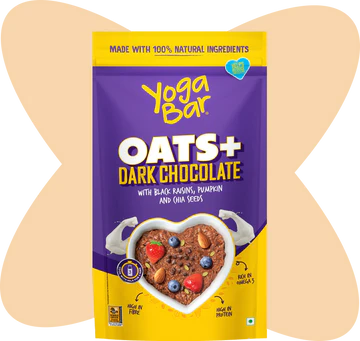 MADE WITH 100% NATURAL INGREDIENTS
Yoga
Bar
OATS+
DARK CHOCOLATE
WITH BLACK RAISINS, PUMPKIN
AND CHIA SEEDS
RICH IN
OMEGA 3
HIGH IN
FIBRE
HIGH IN
PROTEIN